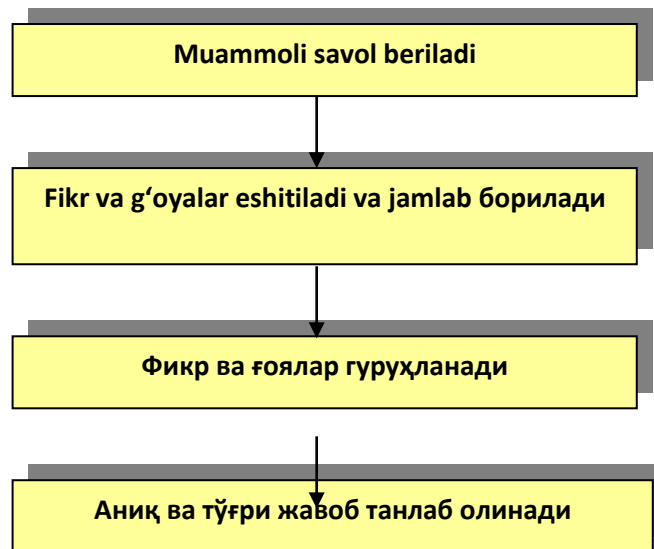 Muammoli savol beriladi
Fikr va g‘oyalar eshitiladi va jamlab борилади
Фикр ва ғоялар гуруҳланади
Аниқ ва тўғри жавоб танлаб олинади